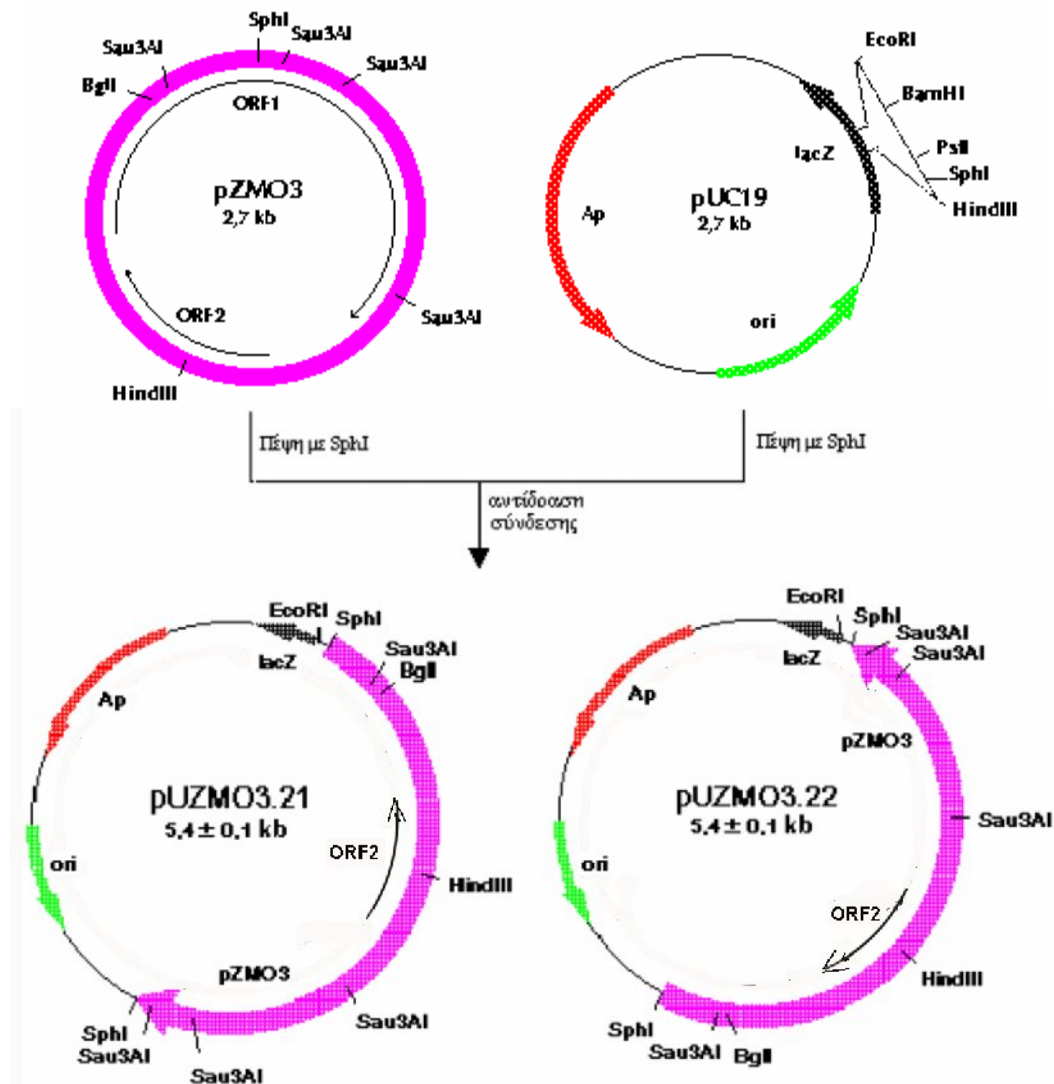 SphI
Sau3AI
Sau3AI
Sau3AI
BglI
ORF1
pZMO3
2,7 kb
ORF2
Sau3AI
HindIII
EcoRI
BamHI
PstI
SphI
HindIII
lacZ
pUC19
2,7 kb
Ap
ori
Πέψη με SphI
Πέψη με SphI
αντίδραση
σύνδεσης
EcoRI
SphI
Sau3AI
BglI
lacZ
Ap
pUZMO3.21
5,4 ± 0,1 kb
ORF2
ori
HindIII
pZMO3
SphI
Sau3AI
Sau3AI
Sau3AI
EcoRI
SphI
Sau3AI
Sau3AI
lacZ
Ap
pZMO3
pUZMO3.22
5,4 ± 0,1 kb
Sau3AI
ori
ORF2
HindIII
SphI
Sau3AI
BglI